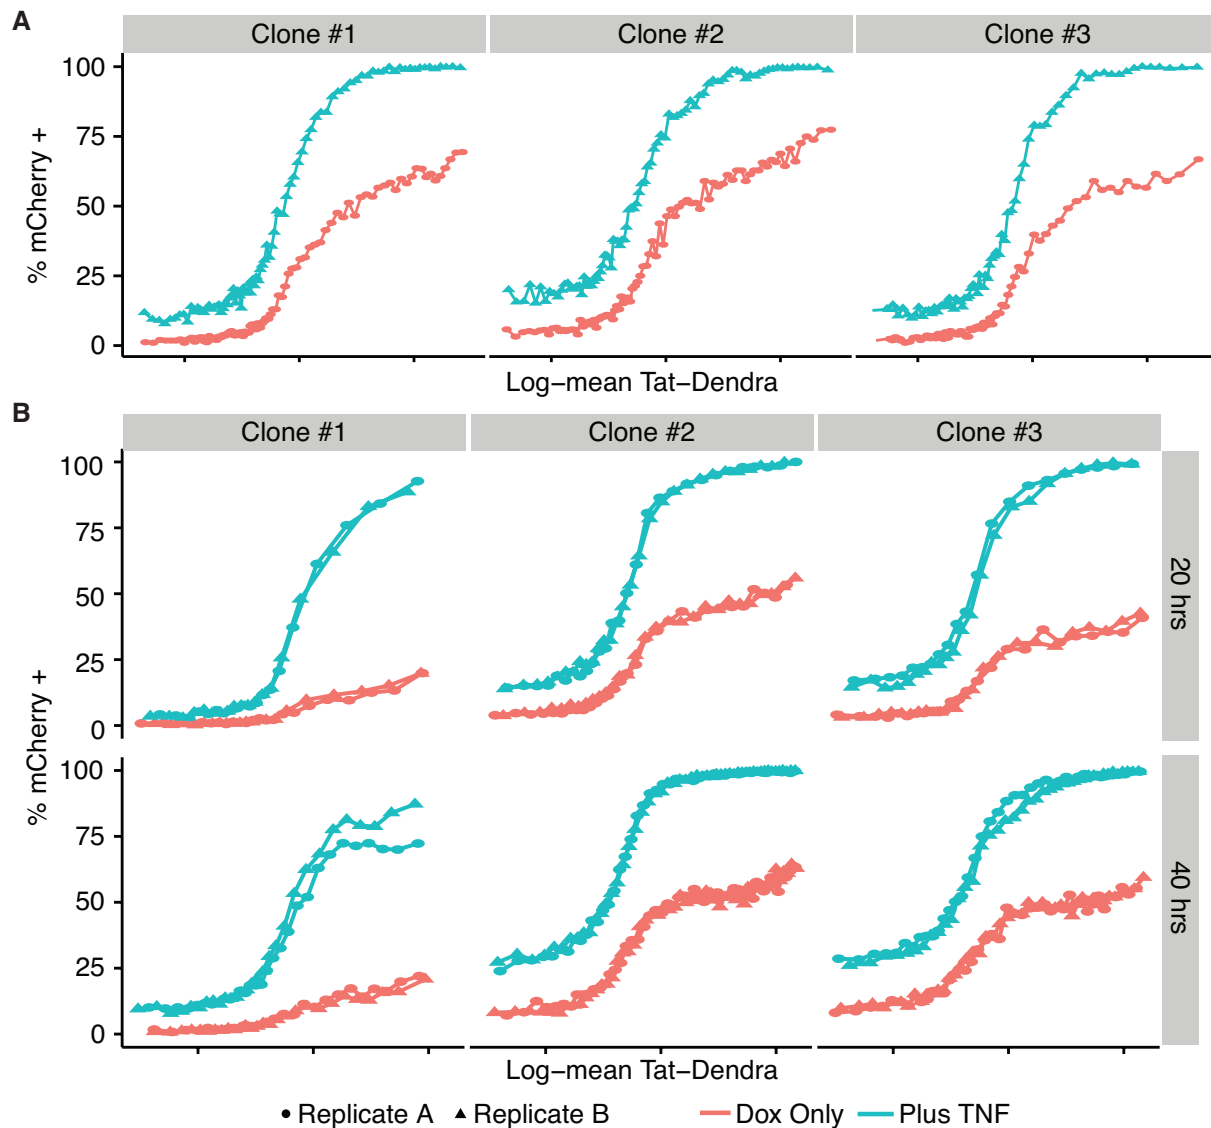 A
Clone #1
Clone #2
Clone #3
% mCherry +
100
75
50
25
0
Log−mean Tat−Dendra
B
Clone #1
Clone #2
Clone #3
% mCherry +
100
75
50
25
0
20 hrs
100
75
50
25
0
40 hrs
Log−mean Tat−Dendra
Replicate A Replicate B Dox Only Plus TNF